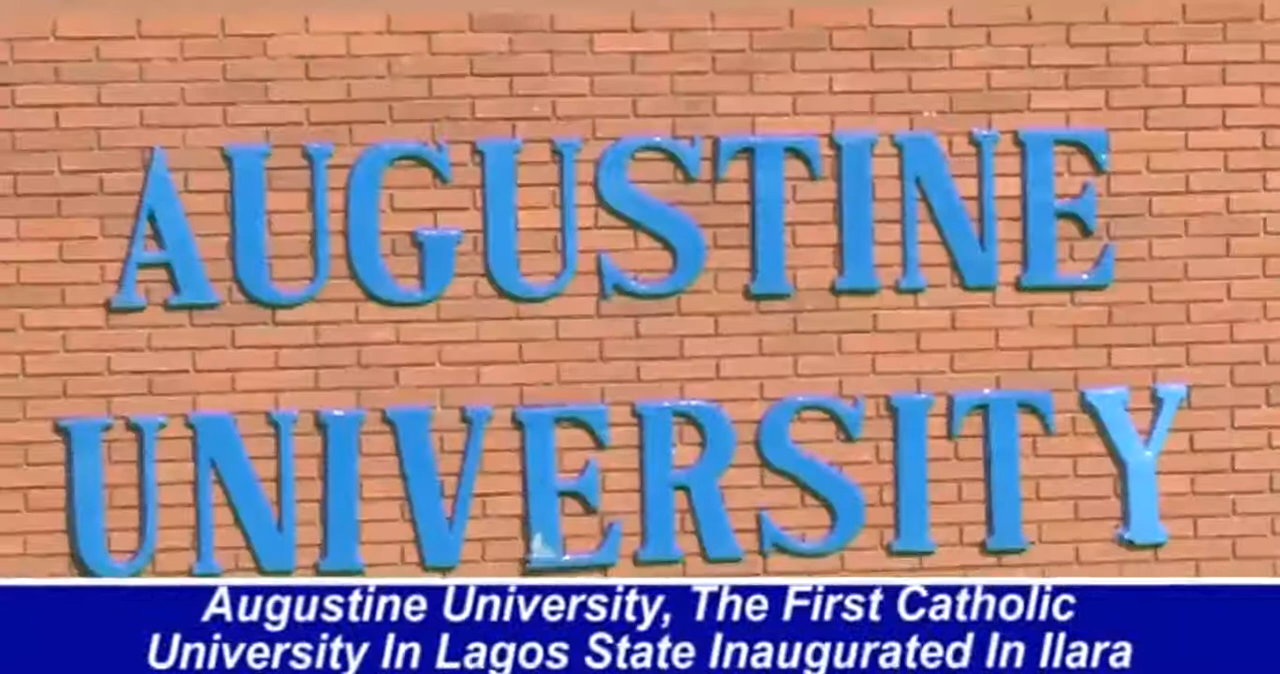 AUGUSTINE
UNIVERSITY
Augustine University, The First Catholic
University In Lagos State Inaugurated In Ilara